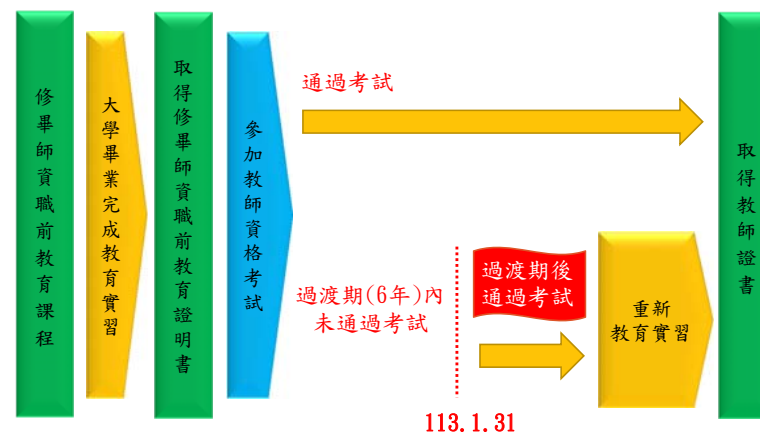 修畢師資職前教育課程
大學畢業完成教育實習
取得修畢師資職前教育證明書
參加教師資格考試
通過考試
過渡期(6年)內
未通過考試
113.1.31
過渡期後
通過考試
重新
教育實習
取得教師證書